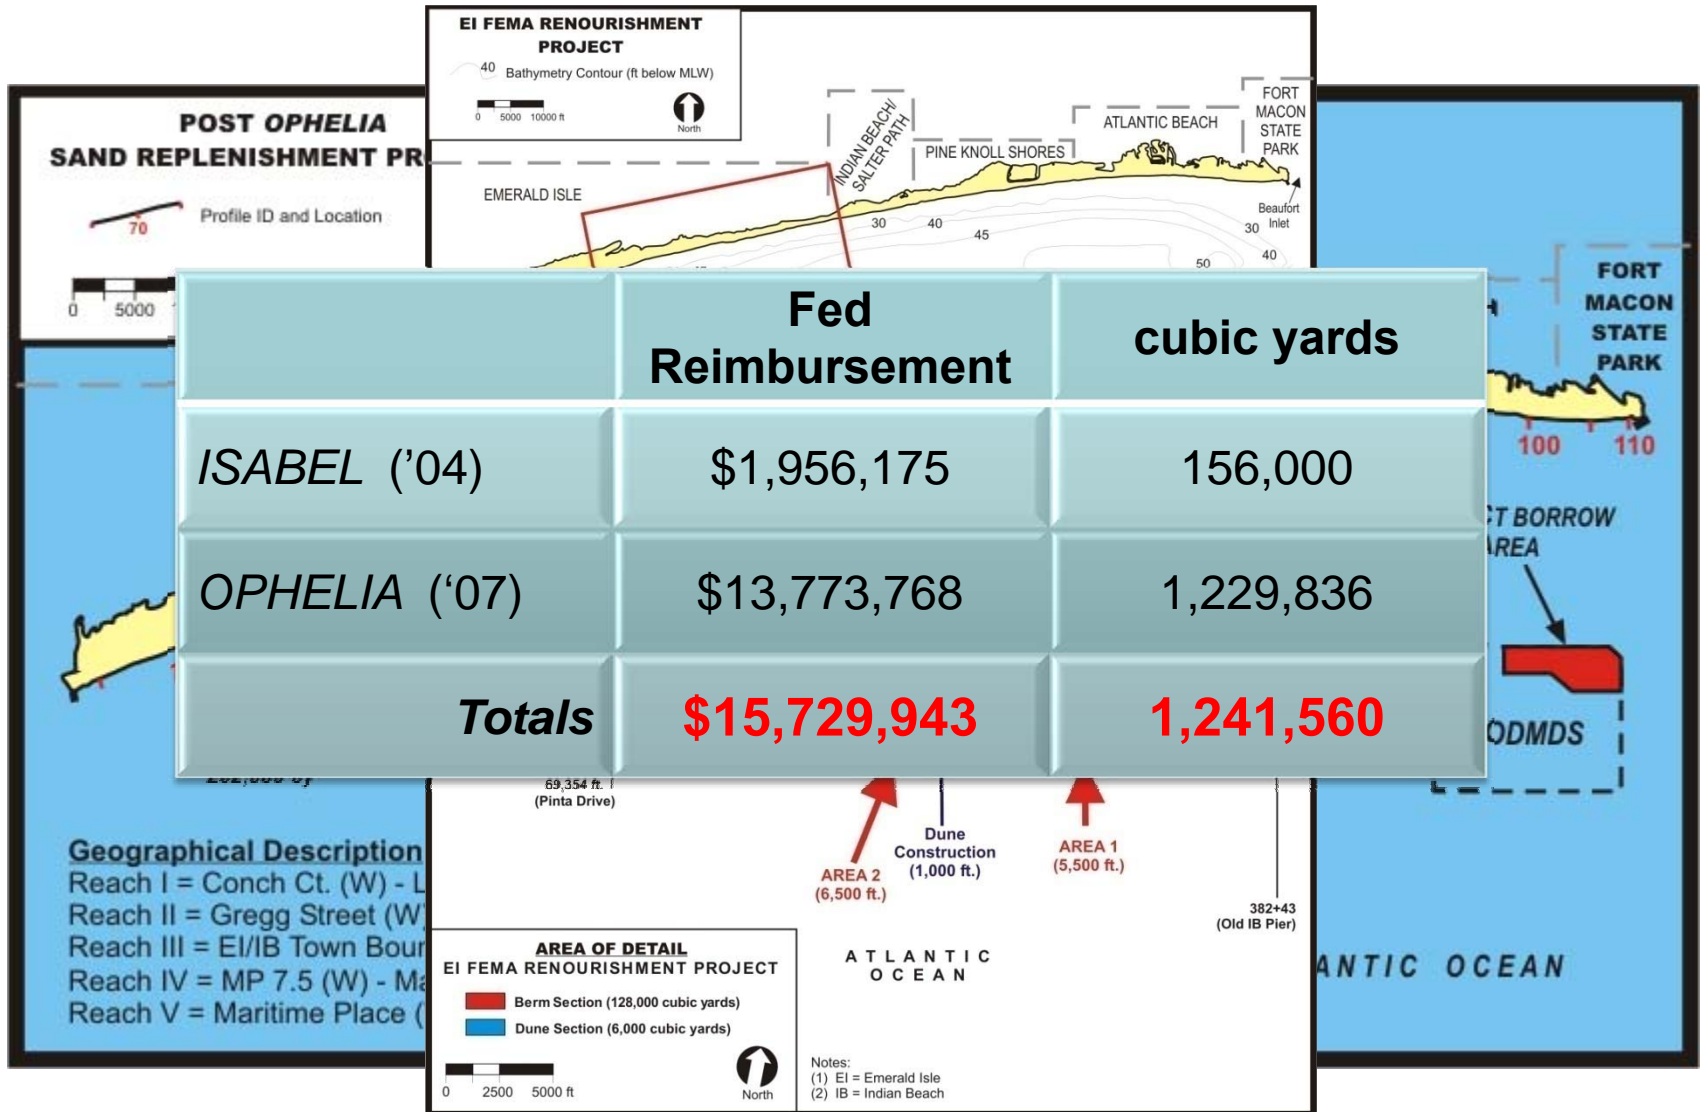 EI FEMA RENOURISHMENT
PROJECT
40 Bathymetry Contour (ft below MLW)
0 5000 10000 ft
North
POST OPHELIA
SAND REPLENISHMENT PR
70
Profile ID and Location
0 5000
EMERALD ISLE
INDIAN BEACH/
SALTER PATH
PINE KNOLL SHORES
ATLANTIC BEACH
FORT
MACON
STATE
PARK
Beaufort
Inlet
30
40
45
50
30
40
FORT
MACON
STATE
PARK
100 110
CT BORROW
AREA
ODMDS
Fed
Reimbursement
cubic yards
ISABEL (’04) $1,956,175 156,000
OPHELIA (‘07) $13,773,768 1,229,836
Totals $15,729,943 1,241,560
69,354 ft.
(Pinta Drive)
AREA 2
(6,500 ft.)
Dune
Construction
(1,000 ft.)
AREA 1
(5,500 ft.)
382+43
(Old IB Pier)
Geographical Description
Reach I = Conch Ct. (W) - L
Reach II = Gregg Street (W)
Reach III = EI/IB Town Bour
Reach IV = MP 7.5 (W) - Ma
Reach V = Maritime Place (
AREA OF DETAIL
EI FEMA RENOURISHMENT PROJECT
Berm Section (128,000 cubic yards)
Dune Section (6,000 cubic yards)
0 2500 5000 ft
North
ATLANTIC
OCEAN
Notes:
(1) EI = Emerald Isle
(2) IB = Indian Beach
ANTIC OCEAN